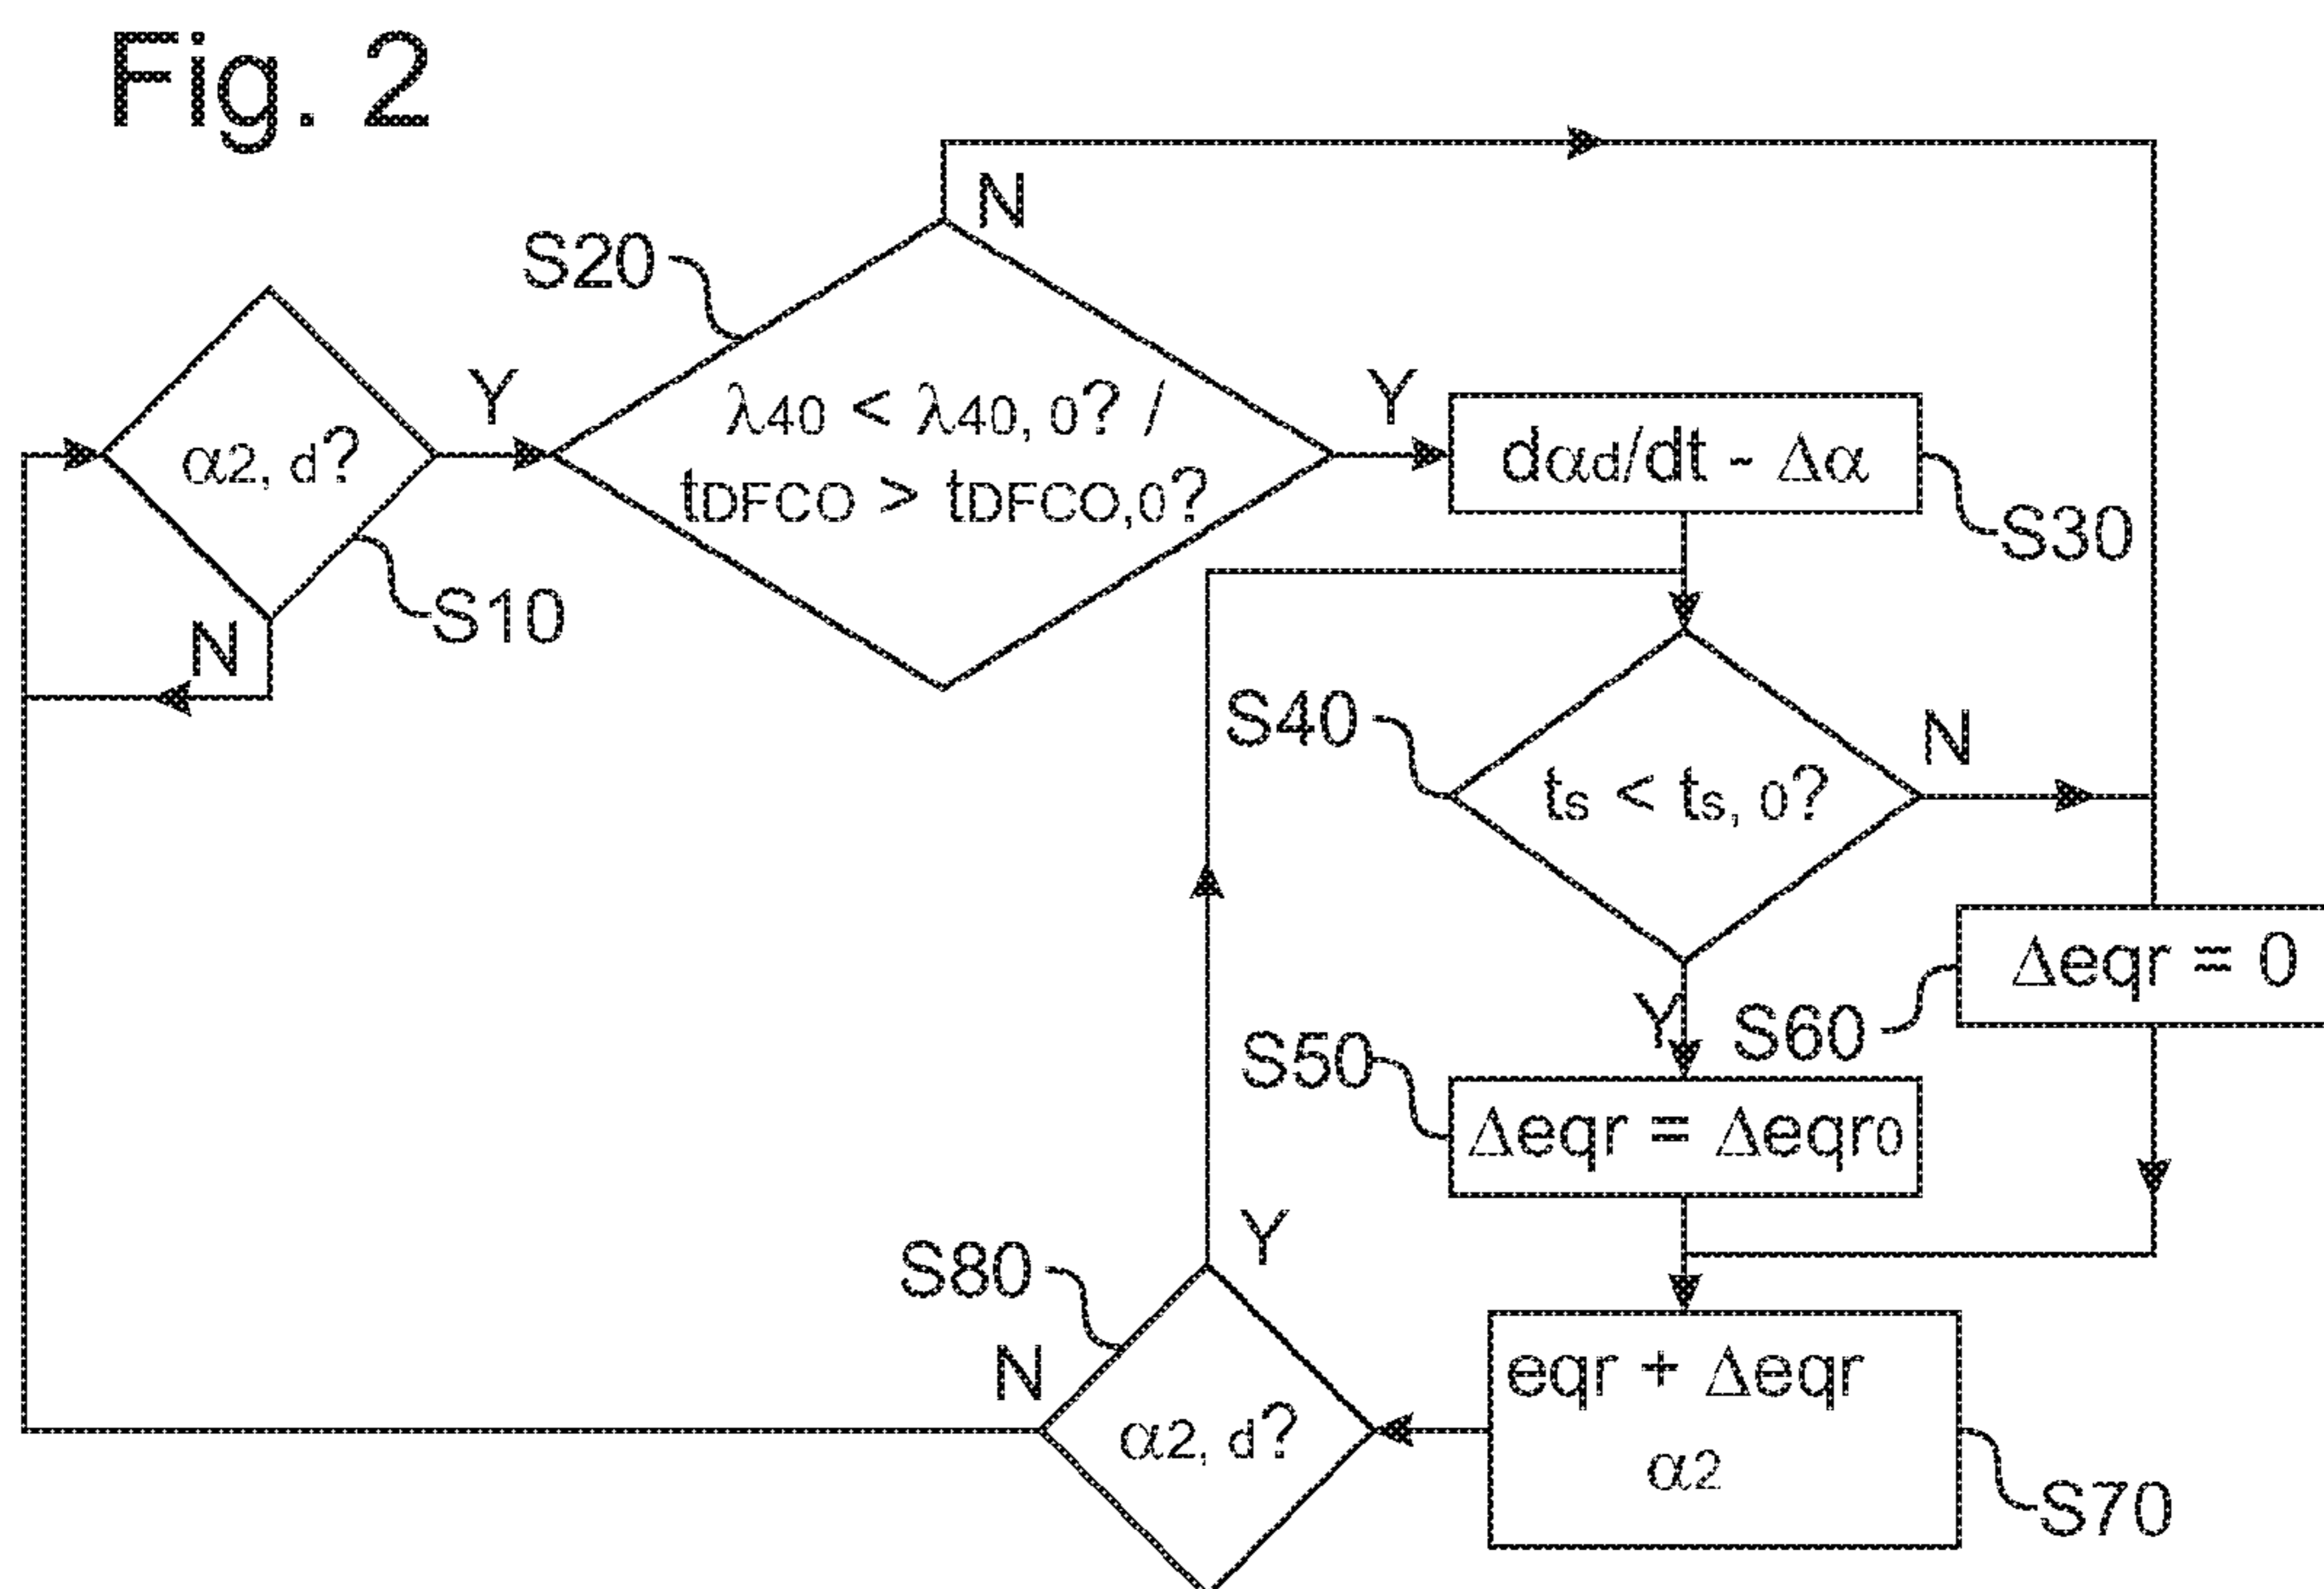 Fig. 2
N
S20
Y
λ40 < λ40, 0? /
tDFCO > tDFCO,0?
Y
dαd/dt - Δα
S30
α2, d?
S10
N
S40
ts < ts, 0?
N
Y
S60
Δeqr = 0
S50
Δeqr = Δeqr0
S80
Y
N
α2, d?
eqr + Δeqr
α2
S70